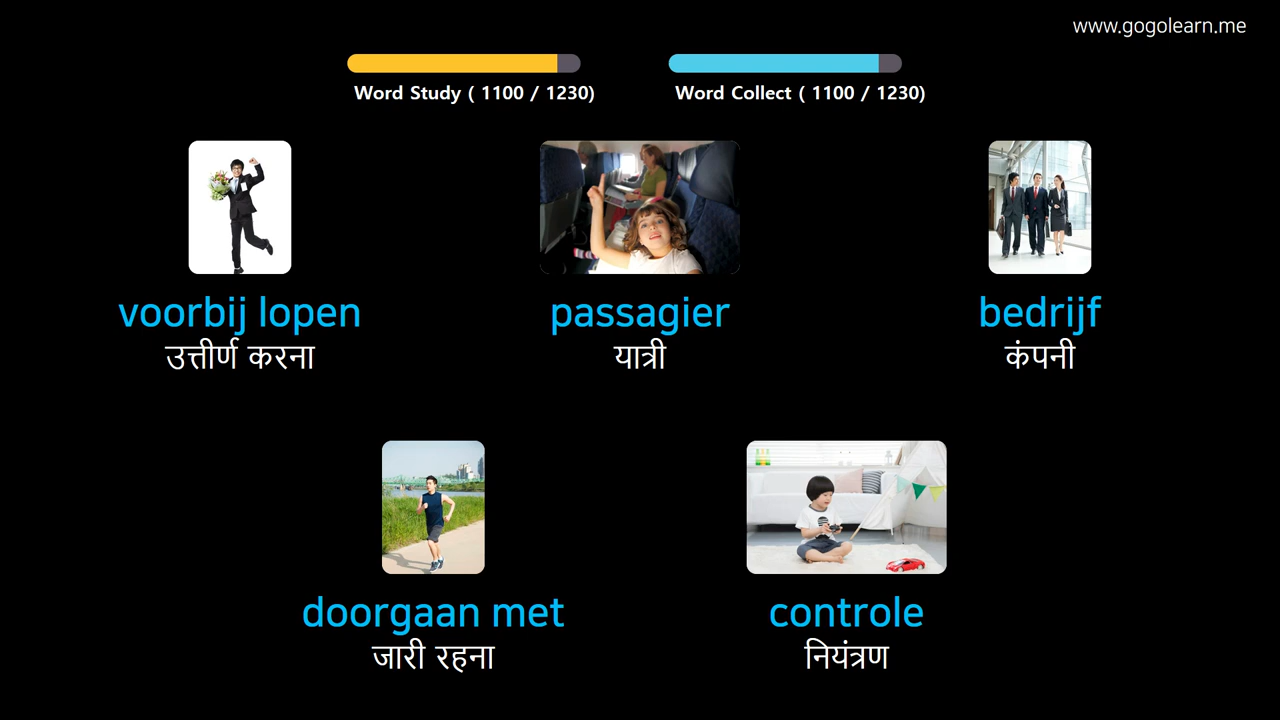 www.gogolearn.me
Word Study ( 1100 / 1230)
Word Collect ( 1100 / 1230)
voorbij lopen
उत्तीर्ण करना
passagier
यात्री
bedrijf
कंपनी
doorgaan met
जारी रहना
controle
नियंत्रण